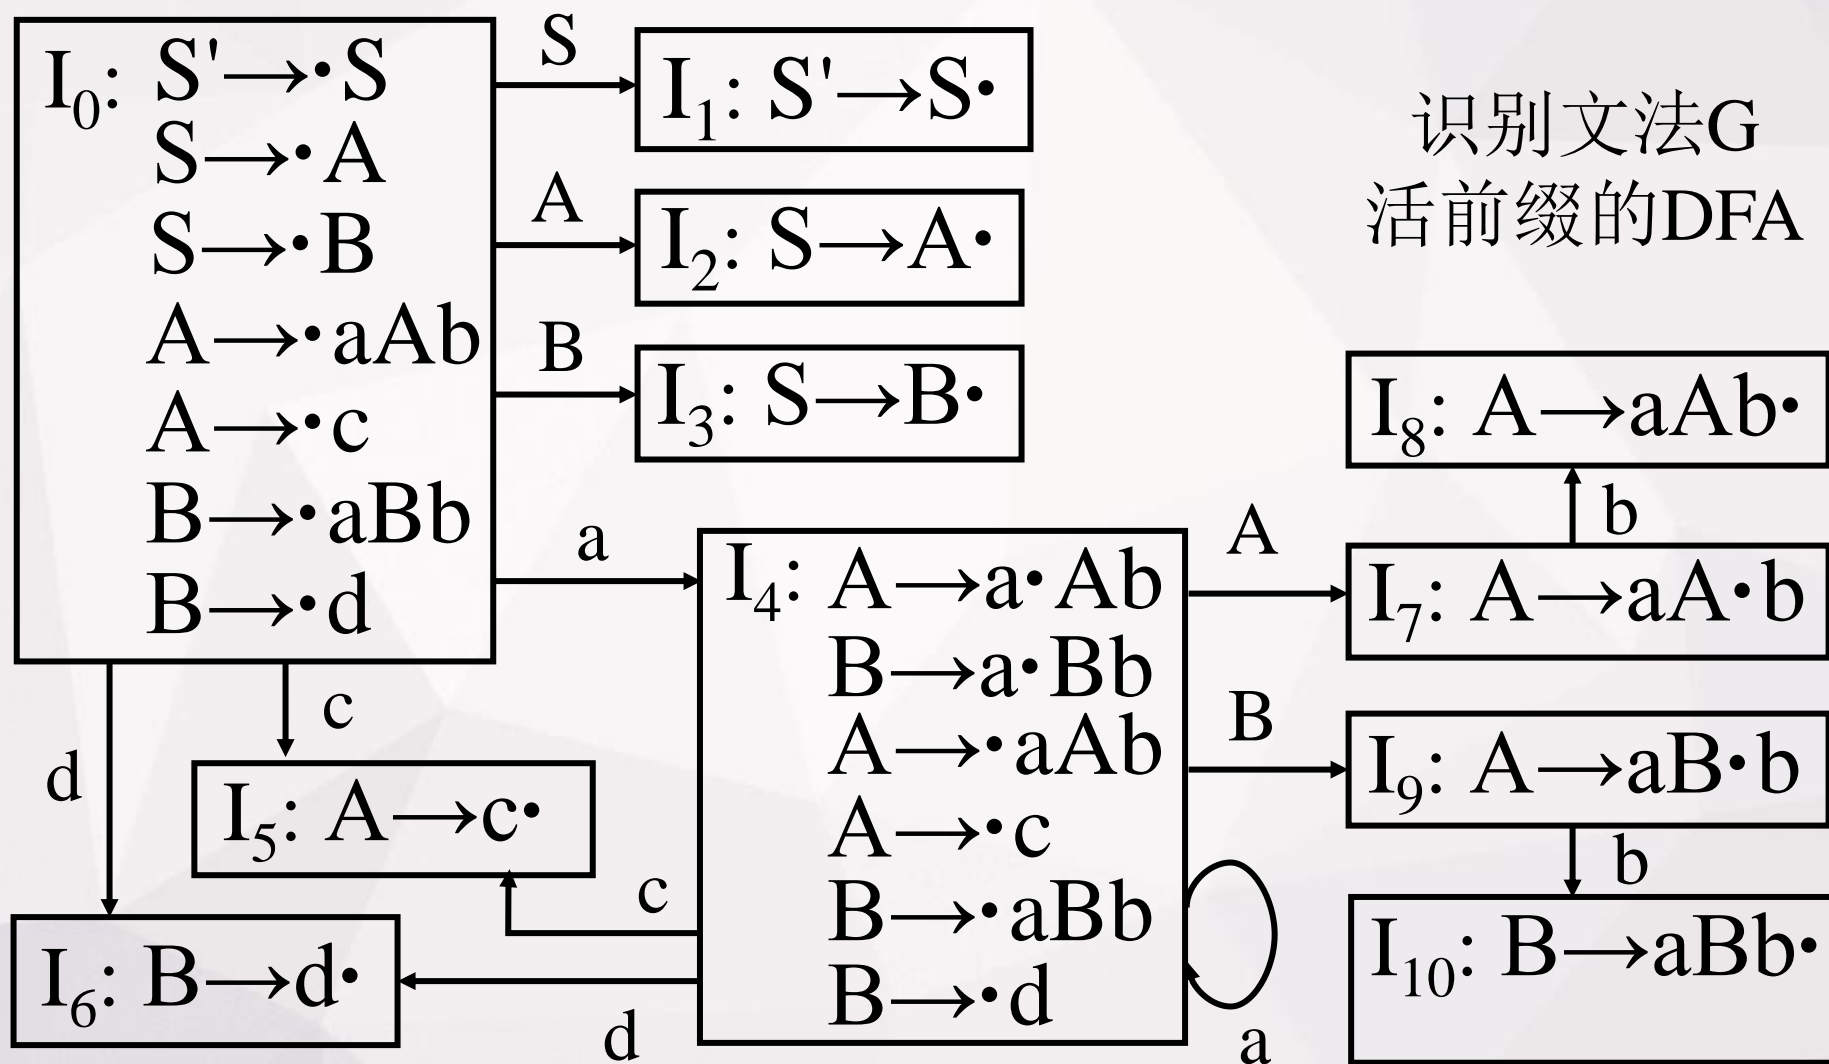 I0: S'→·S
S→·A
S→·B
A→·aAb
A→·c
B→·aBb
B→·d
S
I1: S'→S·
A
I2: S→A·
B
I3: S→B·
识别文法G
活前缀的DFA
a
I4: A→a·Ab
B→a·Bb
A→·aAb
A→·c
B→·aBb
B→·d
A
I7: A→aA·b
b
I8: A→aAb·
B
I9: A→aB·b
b
I10: B→aBb·
a
c
d
I5: A→c·
c
I6: B→d·
d